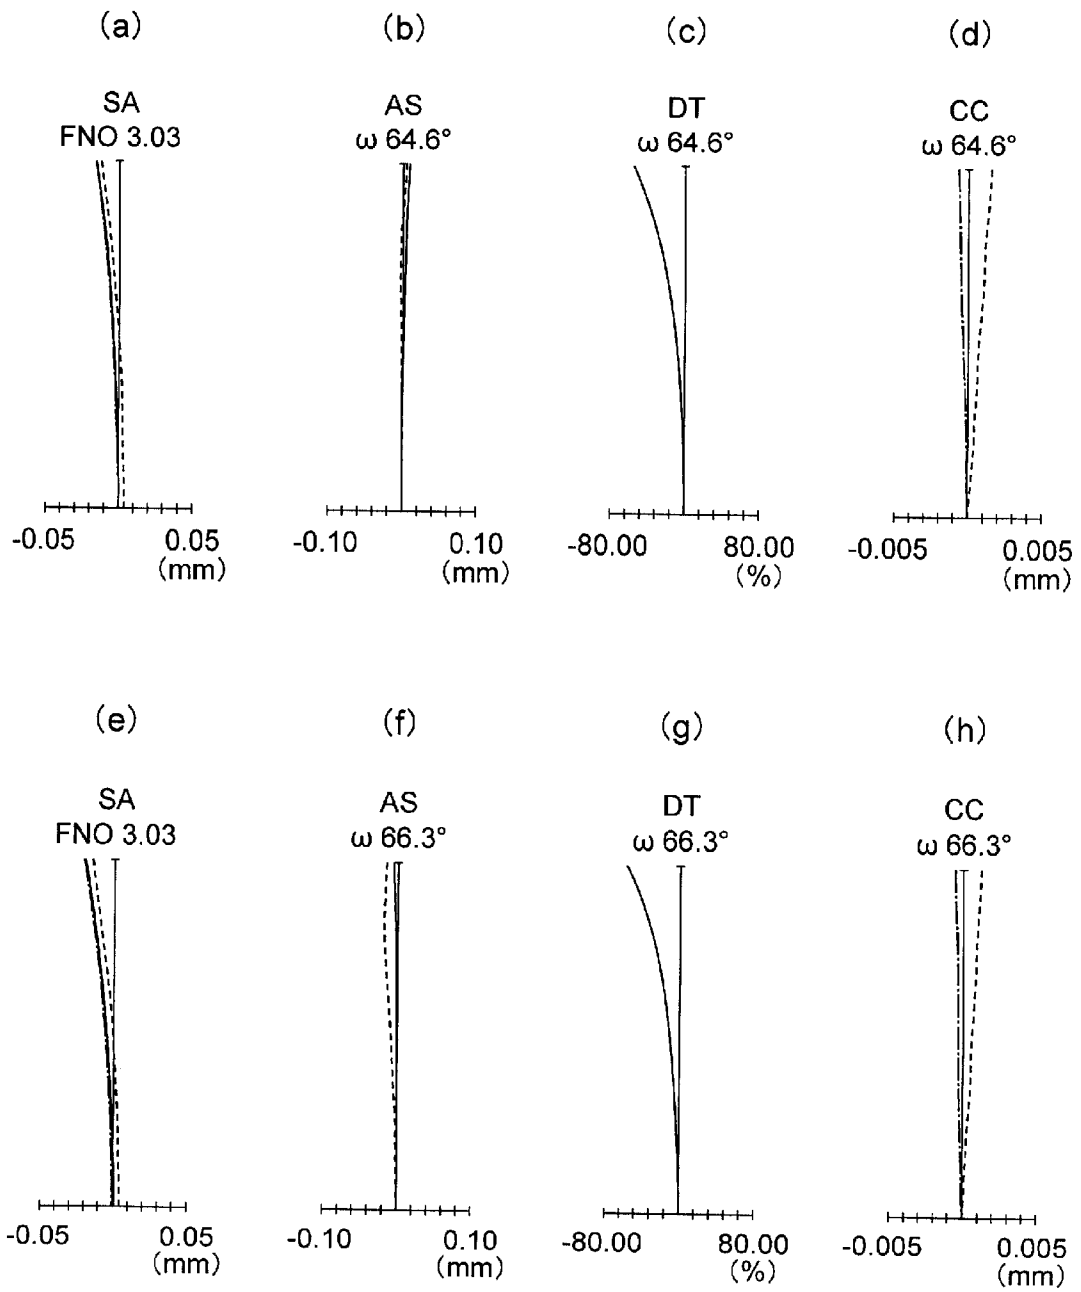 (a)
SA
FNO 3.03
-0.05
0.05
(mm)
(b)
AS
ω 64.6°
-0.10
0.10
(mm)
(c)
DT
ω 64.6°
-80.00
80.00
(%)
(d)
CC
ω 64.6°
-0.005
0.005
(mm)
(e)
SA
FNO 3.03
-0.05
0.05
(mm)
(f)
AS
ω 66.3°
-0.10
0.10
(mm)
(g)
DT
ω 66.3°
-80.00
80.00
(%)
(h)
CC
ω 66.3°
-0.005
0.005
(mm)